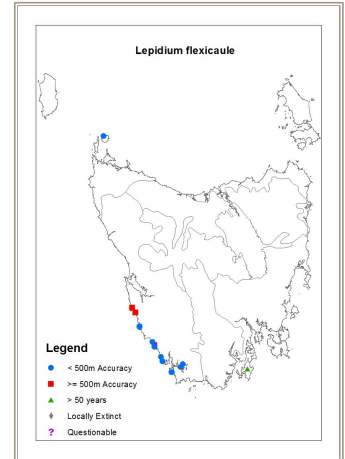 Lepidium flexicaule
Legend
< 500m Accuracy
>= 500m Accuracy
> 50 years
Locally Extinct
? Questionable